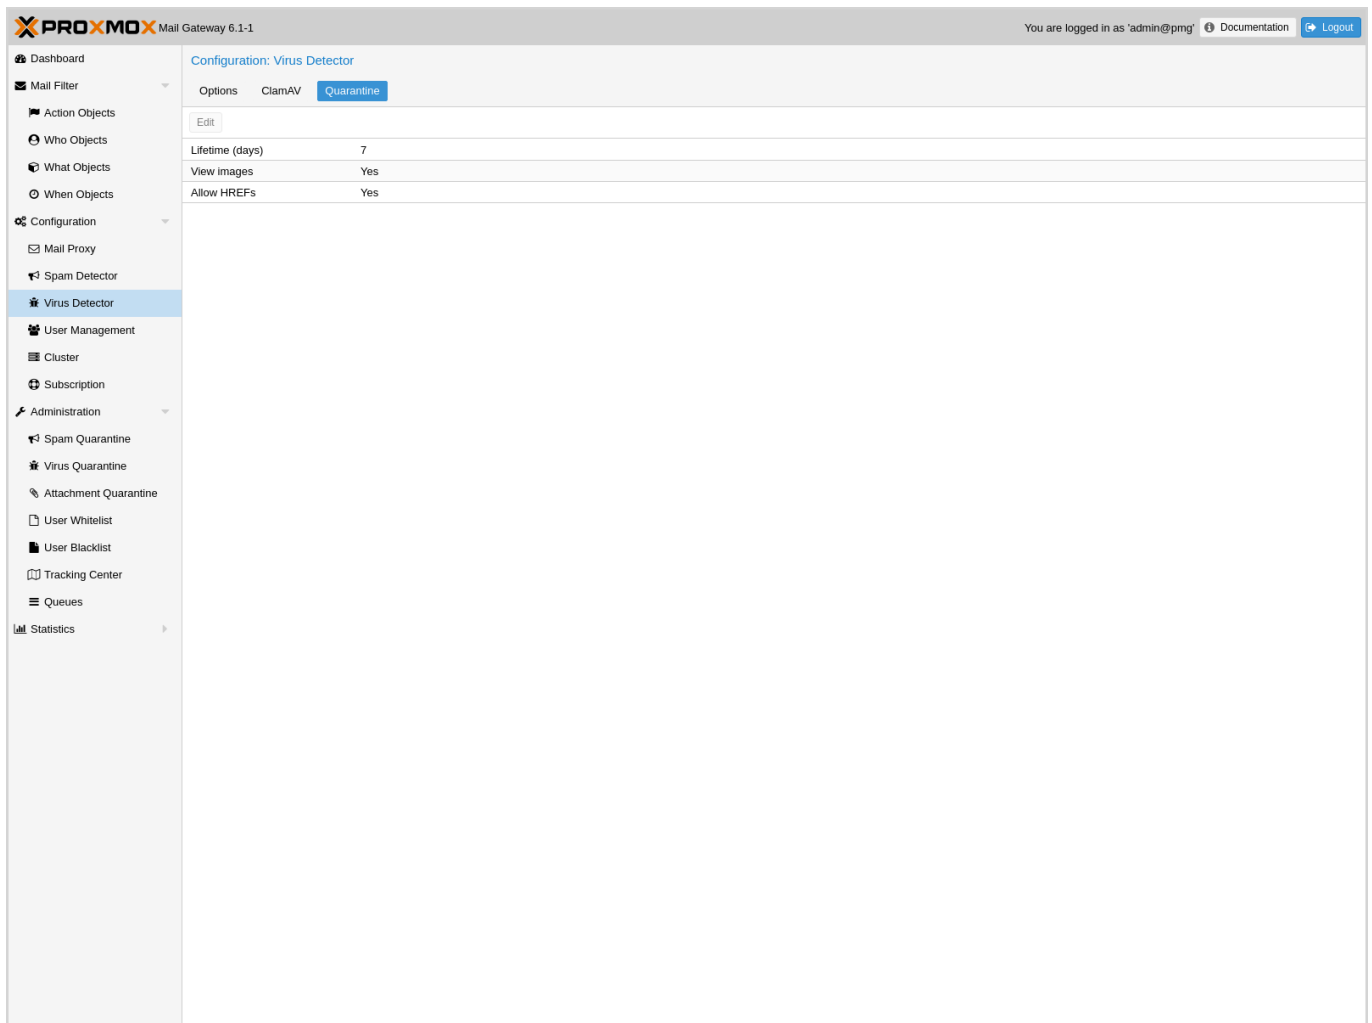 PROXMOX Mail Gateway 6.1-1 You are logged in as 'admin@pmg' Documentation Logout
Dashboard
Mail Filter
Action Objects
Who Objects
What Objects
When Objects
Configuration
Mail Proxy
Spam Detector
Virus Detector
User Management
Cluster
Subscription
Administration
Spam Quarantine
Virus Quarantine
Attachment Quarantine
User Whitelist
User Blacklist
Tracking Center
Queues
Statistics
Configuration: Virus Detector
Options ClamAV Quarantine
Edit
Lifetime (days) 7
View images Yes
Allow HREFs Yes